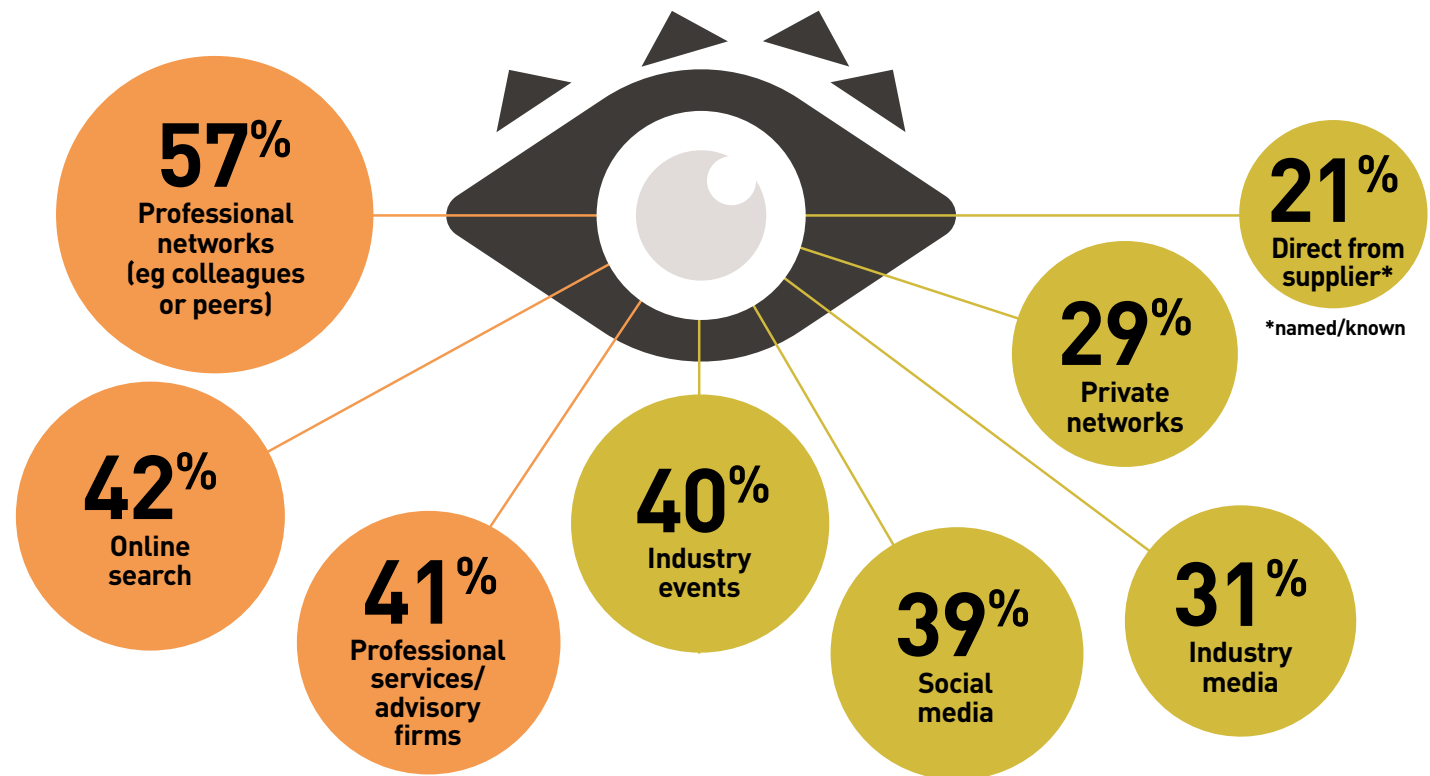 57%
Professional
networks
(eg colleagues
or peers)
42%
Online
search
41%
Professional
services/
advisory
firms
40%
Industry
events
39%
Social
media
31%
Industry
media
29%
Private
networks
21%
Direct from
supplier*
*named/known